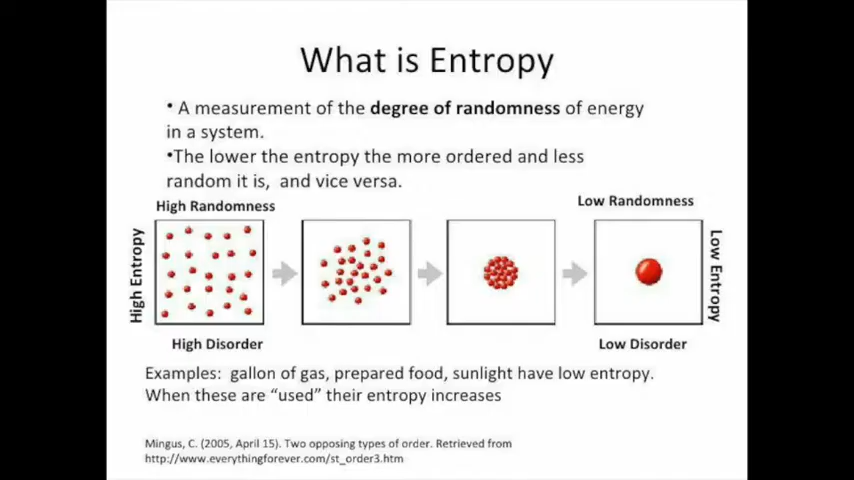 What is Entropy
• A measurement of the degree of randomness of energy
in a system.
•The lower the entropy the more ordered and less
random it is, and vice versa.
High Randomness
Low Randomness
High Entropy
Low Entropy
High Disorder
Low Disorder
Examples: gallon of gas, prepared food, sunlight have low entropy.
When these are “used” their entropy increases
Mingus, C. (2005, April 15). Two opposing types of order. Retrieved from
http://www.everythingforever.com/st_order3.htm